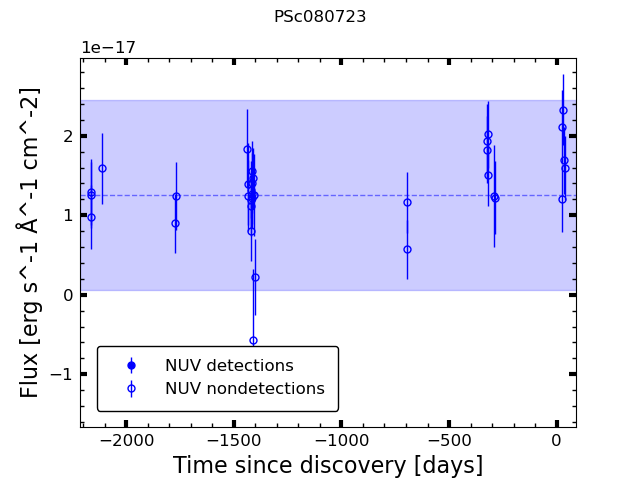 PSc080723
1e−17
2
1
0
−1
Flux [erg s^-1 Å^-1 cm^-2]
NUV detections
NUV nondetections
−2000 −1500 −1000 −500 0
Time since discovery [days]